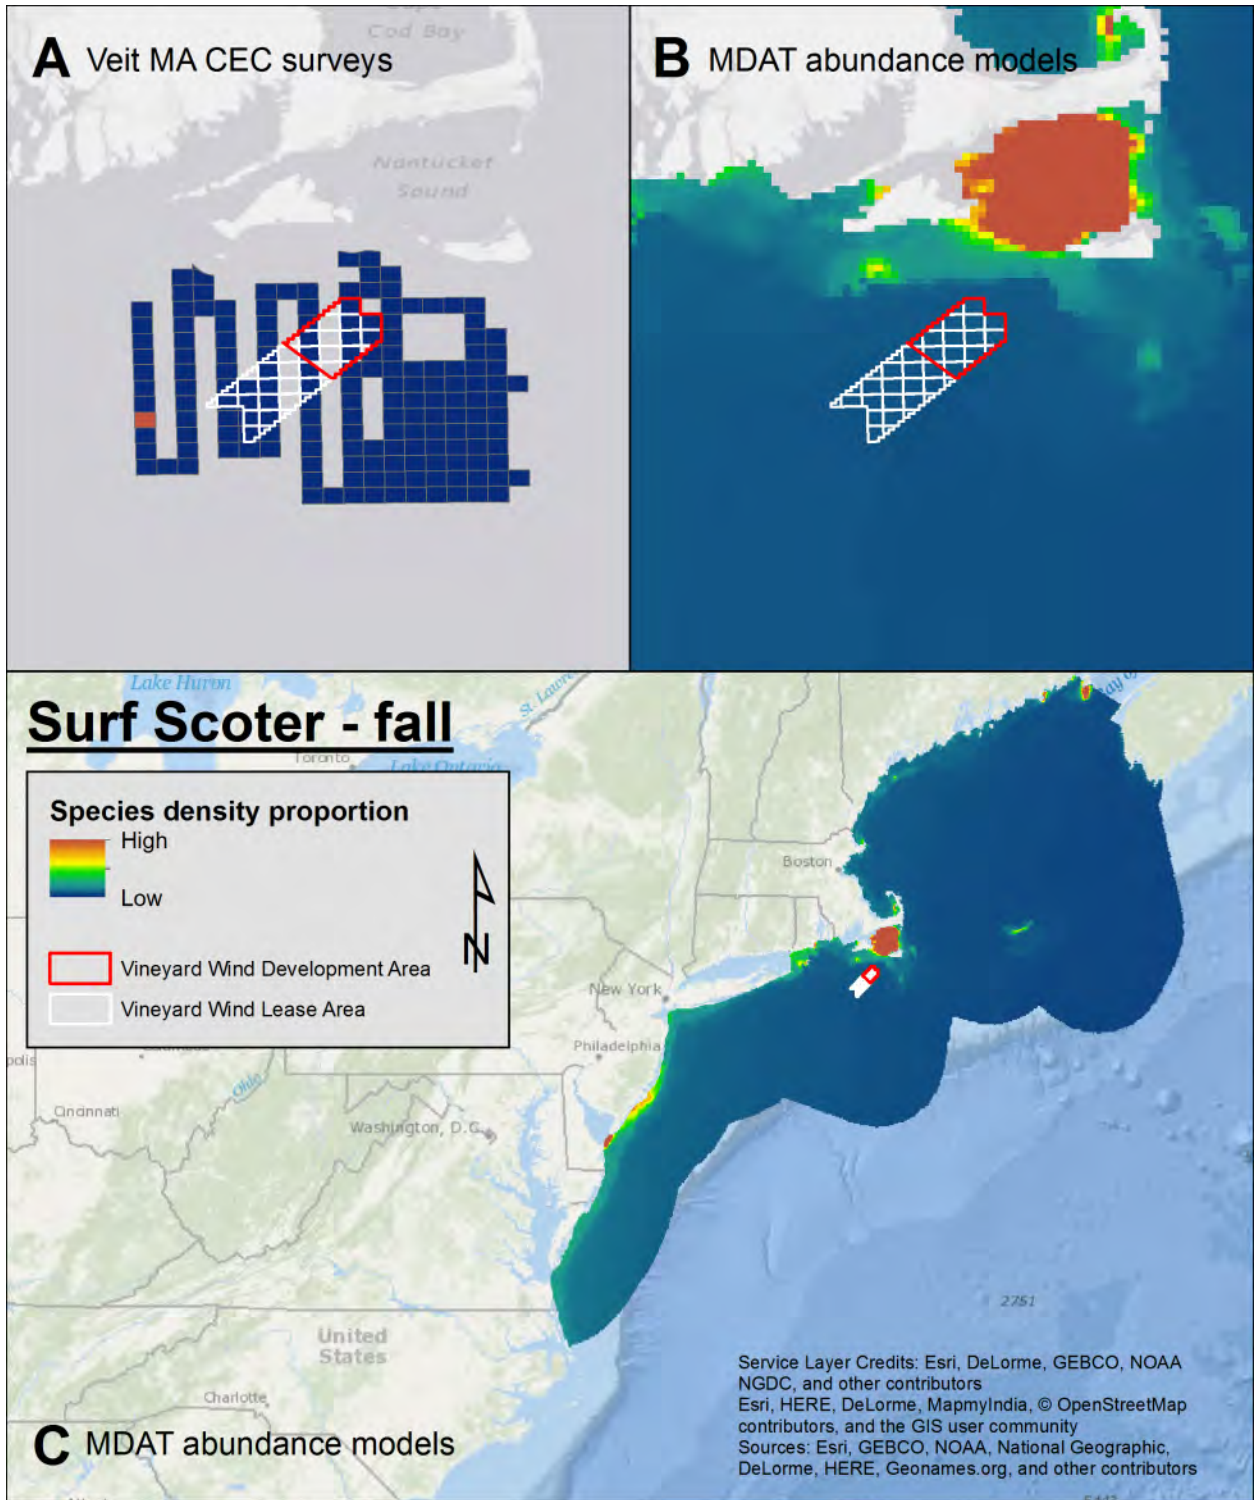 Cod Bay
A Veit MA CEC surveys
Nantucket
Sound
B MDAT abundance models
Lake Huron
St. Lawre
ay of
Surf Scoter - fall
Toronto
Lake Ontario
Species density proportion
High
Low
N
Vineyard Wind Development Area
Vineyard Wind Lease Area
Boston
New York
Philadelphia
Ohio
Cincinnati
Washington, D.C.
2751
United
States
Charlotte
Service Layer Credits: Esri, DeLorme, GEBCO, NOAA
NGDC, and other contributors
Esri, HERE, DeLorme, MapmyIndia, © OpenStreetMap
contributors, and the GIS user community
Sources: Esri, GEBCO, NOAA, National Geographic,
DeLorme, HERE, Geonames.org, and other contributors
C MDAT abundance models